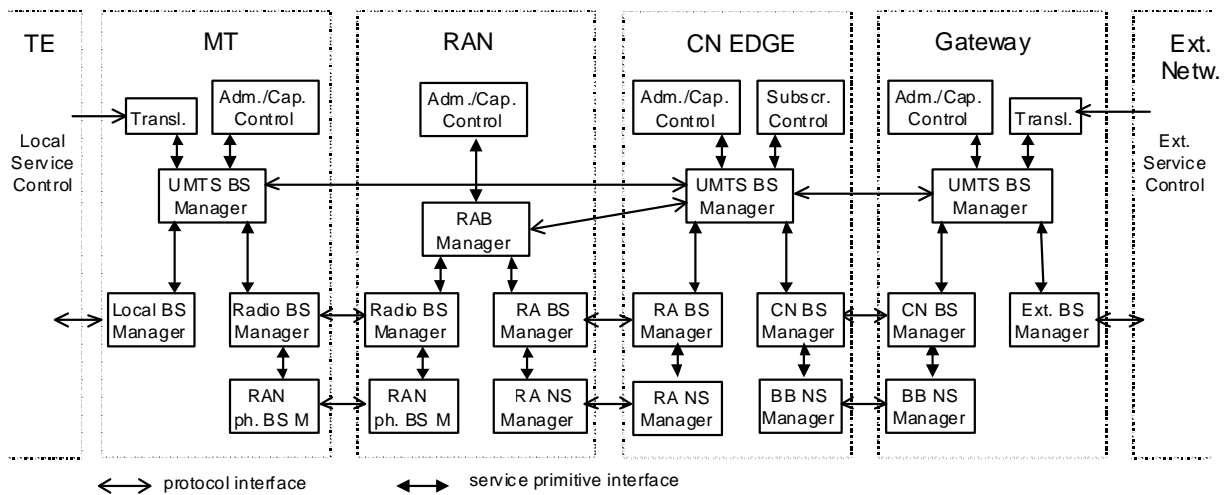 TE
MT
RAN
CN EDGE
Gateway
Ext.
Netw.
Local
Service
Control
Transl.
Adm./Cap.
Control
UMTS BS
Manager
Local BS
Manager
Radio BS
Manager
RAN
ph. BS M
Adm./Cap.
Control
RAB
Manager
Radio BS
Manager
RA BS
Manager
RAN
ph. BS M
RA NS
Manager
Adm./Cap.
Control
Subscr.
Control
UMTS BS
Manager
RA BS
Manager
CN BS
Manager
RA NS
Manager
BB NS
Manager
Adm./Cap.
Control
Transl.
UMTS BS
Manager
CN BS
Manager
Ext. BS
Manager
BB NS
Manager
Ext.
Service
Control
protocol interface
service primitive interface